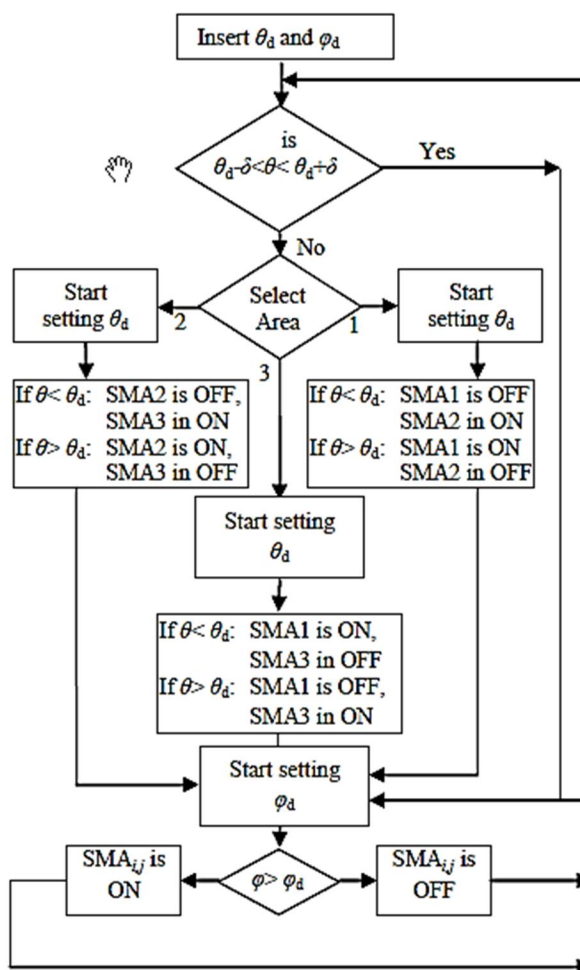 Insert θd and φd
is
θd-δ<θ< θd+δ
Yes
No
Select
Area
2
1
3
Start
setting θd
Start
setting θd
If θ< θd: SMA2 is OFF,
SMA3 in ON
If θ> θd: SMA2 is ON,
SMA3 in OFF
If θ< θd: SMA1 is OFF
SMA2 in ON
If θ> θd: SMA1 is ON
SMA2 in OFF
Start setting
θd
If θ< θd: SMA1 is ON,
SMA3 in OFF
If θ> θd: SMA1 is OFF,
SMA3 in ON
Start setting
φd
SMAi,j is
ON
φ> φd
SMAi,j is
OFF